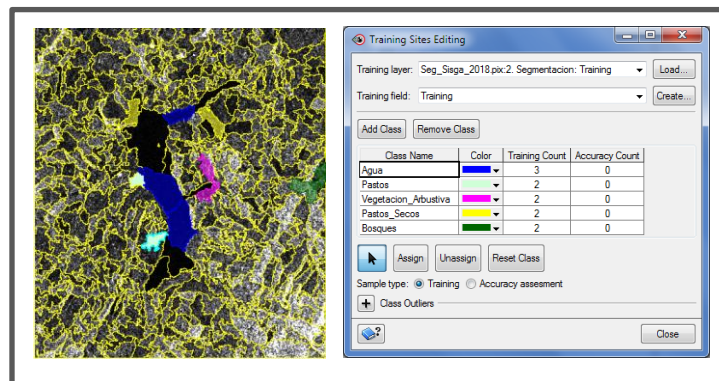 Training Sites Editing
Training layer: Seg_Sisga_2018.pix:2. Segmentacion: Training Load...
Training field: Training Create...
Add Class Remove Class
Class Name Color Training Count Accuracy Count
Agua 3 0
Pastos 2 0
Vegetacion_Arbustiva 2 0
Pastos_Secos 2 0
Bosques 2 0
Assign Unassign Reset Class
Sample type: Training Accuracy assesment
+ Class Outliers
? Close